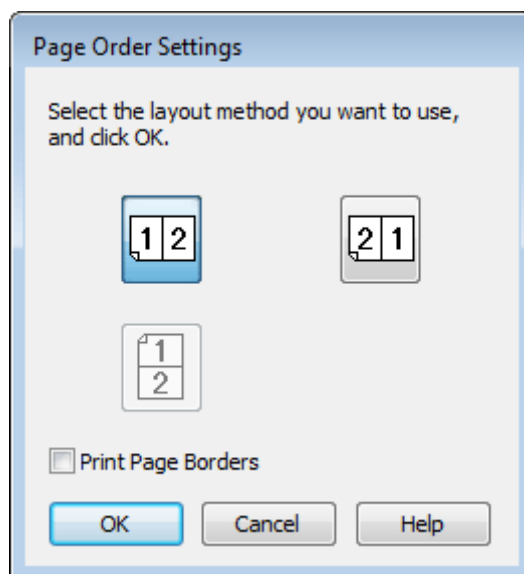 Page Order Settings
Select the layout method you want to use,
and click OK.
1 2
2 1
1
2
Print Page Borders
OK Cancel Help